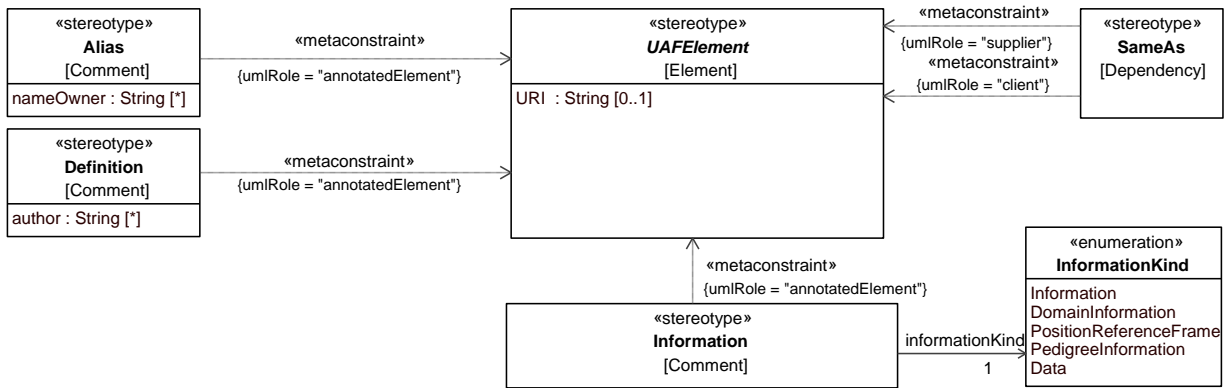 «stereotype»
Alias
[Comment]
nameOwner : String [*]
«metaconstraint»
{umlRole = "annotatedElement"}
«stereotype»
UAFElement
[Element]
URI : String [0..1]
«metaconstraint»
{umlRole = "supplier"}
«metaconstraint»
{umlRole = "client"}
«stereotype»
SameAs
[Dependency]
«stereotype»
Definition
[Comment]
author : String [*]
«metaconstraint»
{umlRole = "annotatedElement"}
«metaconstraint»
{umlRole = "annotatedElement"}
«stereotype»
Information
[Comment]
informationKind
1
«enumeration»
InformationKind
Information
DomainInformation
PositionReferenceFrame
PedigreeInformation
Data